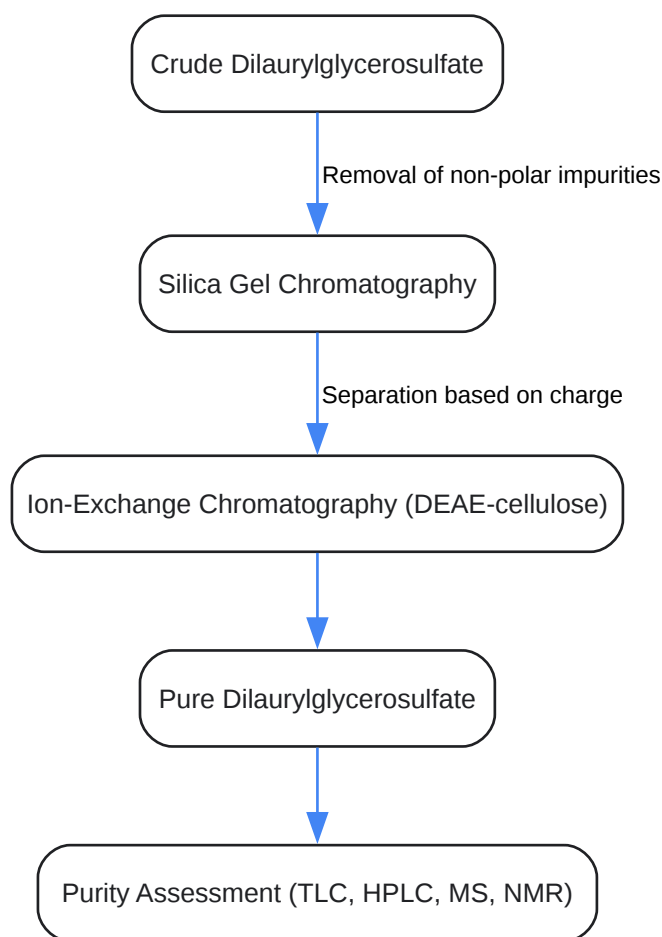 Crude Dilaurylglycerosulfate
Removal of non-polar impurities
Silica Gel Chromatography
Separation based on charge
Ion-Exchange Chromatography (DEAE-cellulose)
Pure Dilaurylglycerosulfate
Purity Assessment (TLC, HPLC, MS, NMR)